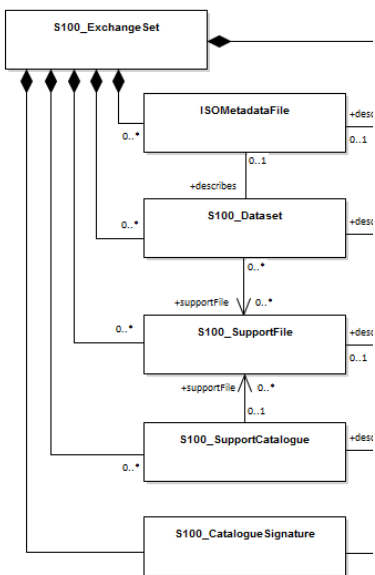 S100_ExchangeSet
ISOMetadataFile
+desc
0..*
0..1
0..1
+describes
S100_Dataset
+desc
0..*
0..*
+supportFile
0..*
S100_SupportFile
+desc
0..*
0..1
+supportFile
0..*
0..1
S100_SupportCatalogue
+desc
0..*
S100_CatalogueSignature